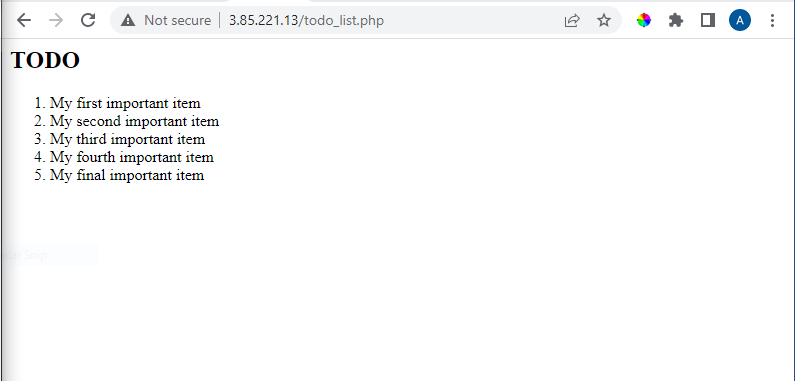 Not secure | 3.85.221.13/todo_list.php
A
TODO
1. My first important item
2. My second important item
3. My third important item
4. My fourth important item
5. My final important item